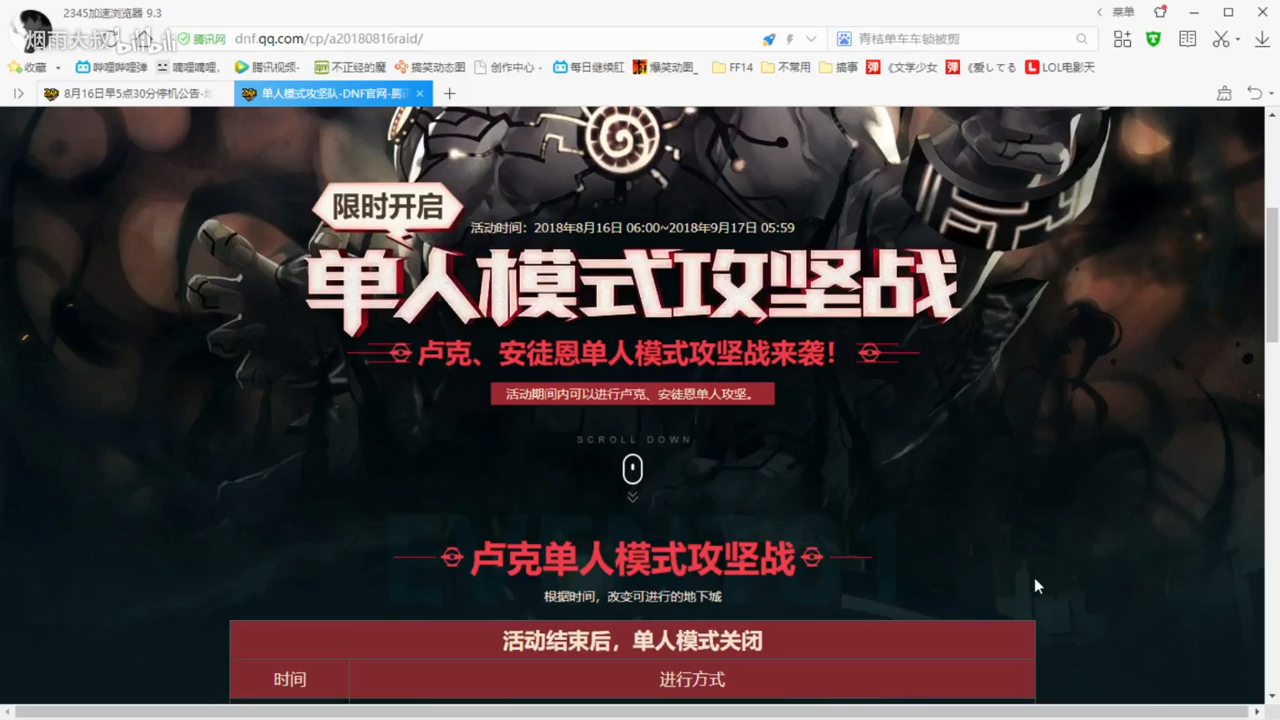 2345加速浏览器 9.3
菜单
烟雨大叔
bilibili
腾讯网
dnf.qq.com/cp/a20180816raid/
青桔单车车锁被剪
收藏
哔哩哔哩弹
嘀哩嘀哩,
腾讯视频-
不正经的魔
搞笑动态图
创作中心 -
每日继续肛
爆笑动图_
FF14
不常用
搞事
《文学少女
《爱してる
LOL电影天
8月16日早5点30分停机公告-
单人模式攻坚队-DNF官网-腾讯
限时开启
活动时间：2018年8月16日 06:00~2018年9月17日 05:59
单人模式攻坚战
卢克、安徒恩单人模式攻坚战来袭！
活动期间内可以进行卢克、安徒恩单人攻坚。
SCROLL DOWN
卢克单人模式攻坚战
根据时间，改变可进行的地下城
活动结束后，单人模式关闭
时间
进行方式